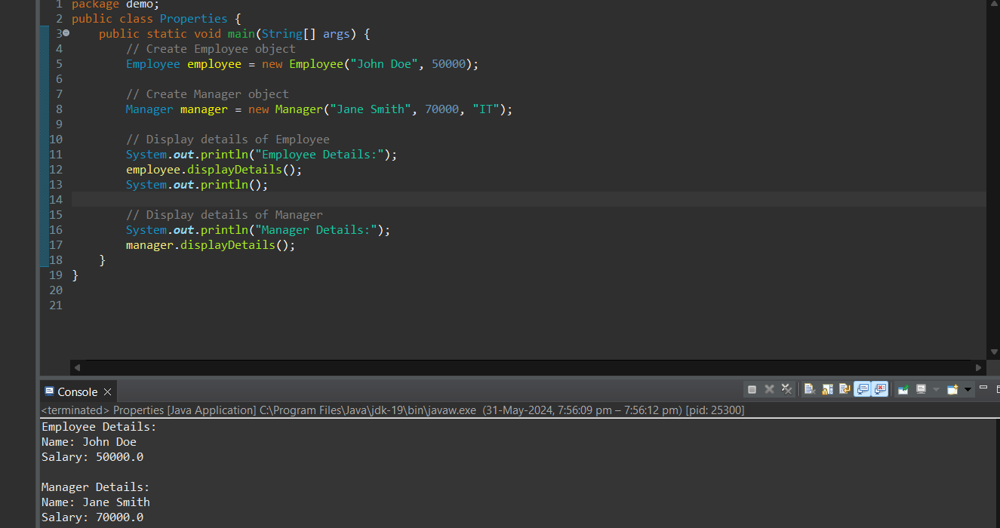 1 package demo;
2 public class Properties {
3     public static void main(String[] args) {
4         // Create Employee object
5         Employee employee = new Employee("John Doe", 50000);
6
7         // Create Manager object
8         Manager manager = new Manager("Jane Smith", 70000, "IT");
9
10         // Display details of Employee
11         System.out.println("Employee Details:");
12         employee.displayDetails();
13         System.out.println();
14
15         // Display details of Manager
16         System.out.println("Manager Details:");
17         manager.displayDetails();
18     }
19 }
20
21
Console
<terminated> Properties [Java Application] C:\Program Files\Java\jdk-19\bin\javaw.exe (31-May-2024, 7:56:09 pm – 7:56:12 pm) [pid: 25300]
Employee Details:
Name: John Doe
Salary: 50000.0

Manager Details:
Name: Jane Smith
Salary: 70000.0